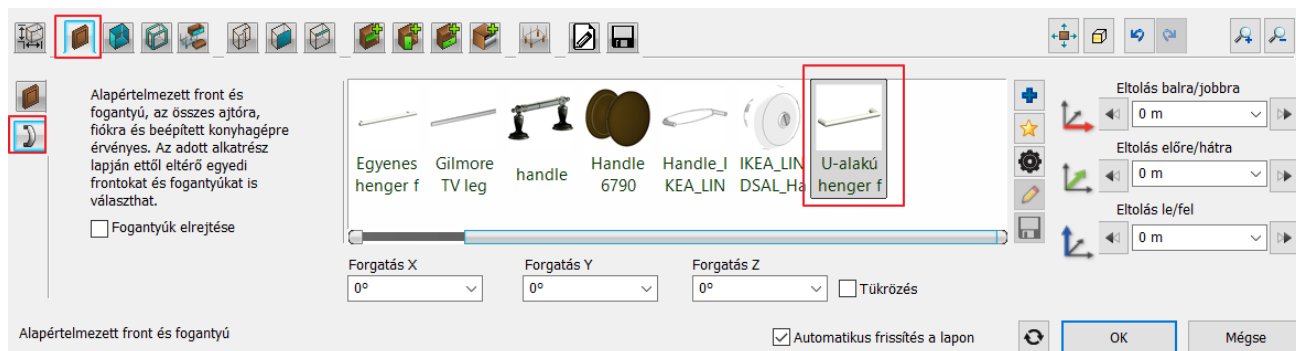 Alapértelmezett front és
fogantyú, az összes ajtóra,
fiókra és beépített konyhagépre
érvényes. Az adott alkatrész
lapján ettől eltérő egyedi
frontokat és fogantyúkat is
választhat.
Fogantyúk elrejtése
Egyenes
henger f
Gilmore
TV leg
handle
Handle
6790
Handle_I
KEA_LIN
IKEA_LIN
DSAL_Ha
U-alakú
henger f
Forgatás X
0°
Forgatás Y
0°
Forgatás Z
0°
Tükrözés
Eltolás balra/jobbra
0 m
Eltolás előre/hátra
0 m
Eltolás le/fel
0 m
Alapértelmezett front és fogantyú
Automatikus frissítés a lapon
OK
Mégse